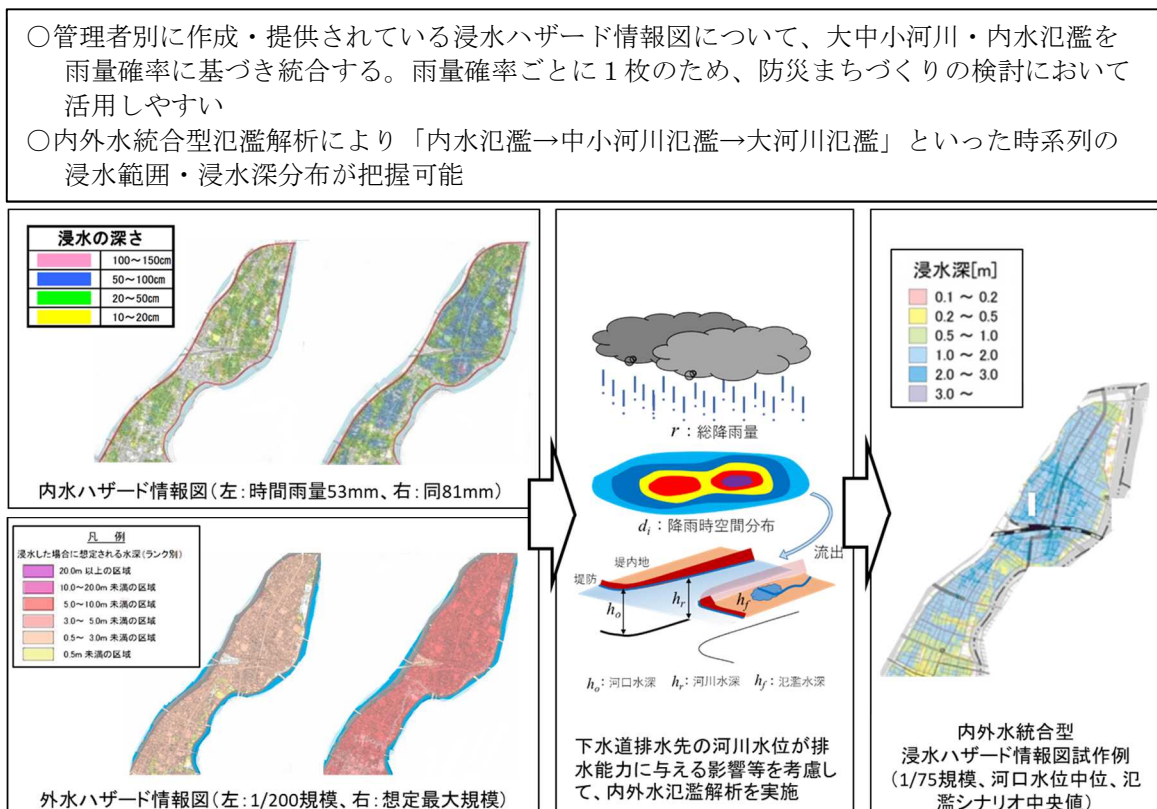 ○管理者別に作成・提供されている浸水ハザード情報図について、大中小河川・内水氾濫を
雨量確率に基づき統合する。雨量確率ごとに１枚のため、防災まちづくりの検討において
活用しやすい
○内外水統合型氾濫解析により「内水氾濫→中小河川氾濫→大河川氾濫」といった時系列の
浸水範囲・浸水深分布が把握可能
浸水の深さ
100～150cm
50～100cm
20～50cm
10～20cm
内水ハザード情報図(左：時間雨量53mm、右：同81mm)
凡 例
浸水した場合に想定される水深(ランク別)
20.0m 以上の区域
10.0～20.0m 未満の区域
5.0～10.0m 未満の区域
3.0～ 5.0m 未満の区域
0.5～ 3.0m 未満の区域
0.5m 未満の区域
外水ハザード情報図(左：1/200規模、右：想定最大規模)
r：総降雨量
di：降雨時空間分布
流出
堤内地
堤防
ho
hr
hf
ho：河口水深 hr：河川水深 hf：氾濫水深
下水道排水先の河川水位が排
水能力に与える影響等を考慮し
て、内外水氾濫解析を実施
浸水深[m]
0.1 ～ 0.2
0.2 ～ 0.5
0.5 ～ 1.0
1.0 ～ 2.0
2.0 ～ 3.0
3.0 ～
内外水統合型
浸水ハザード情報図試作例
(1/75規模、河口水位中位、氾
濫シナリオ中央値)